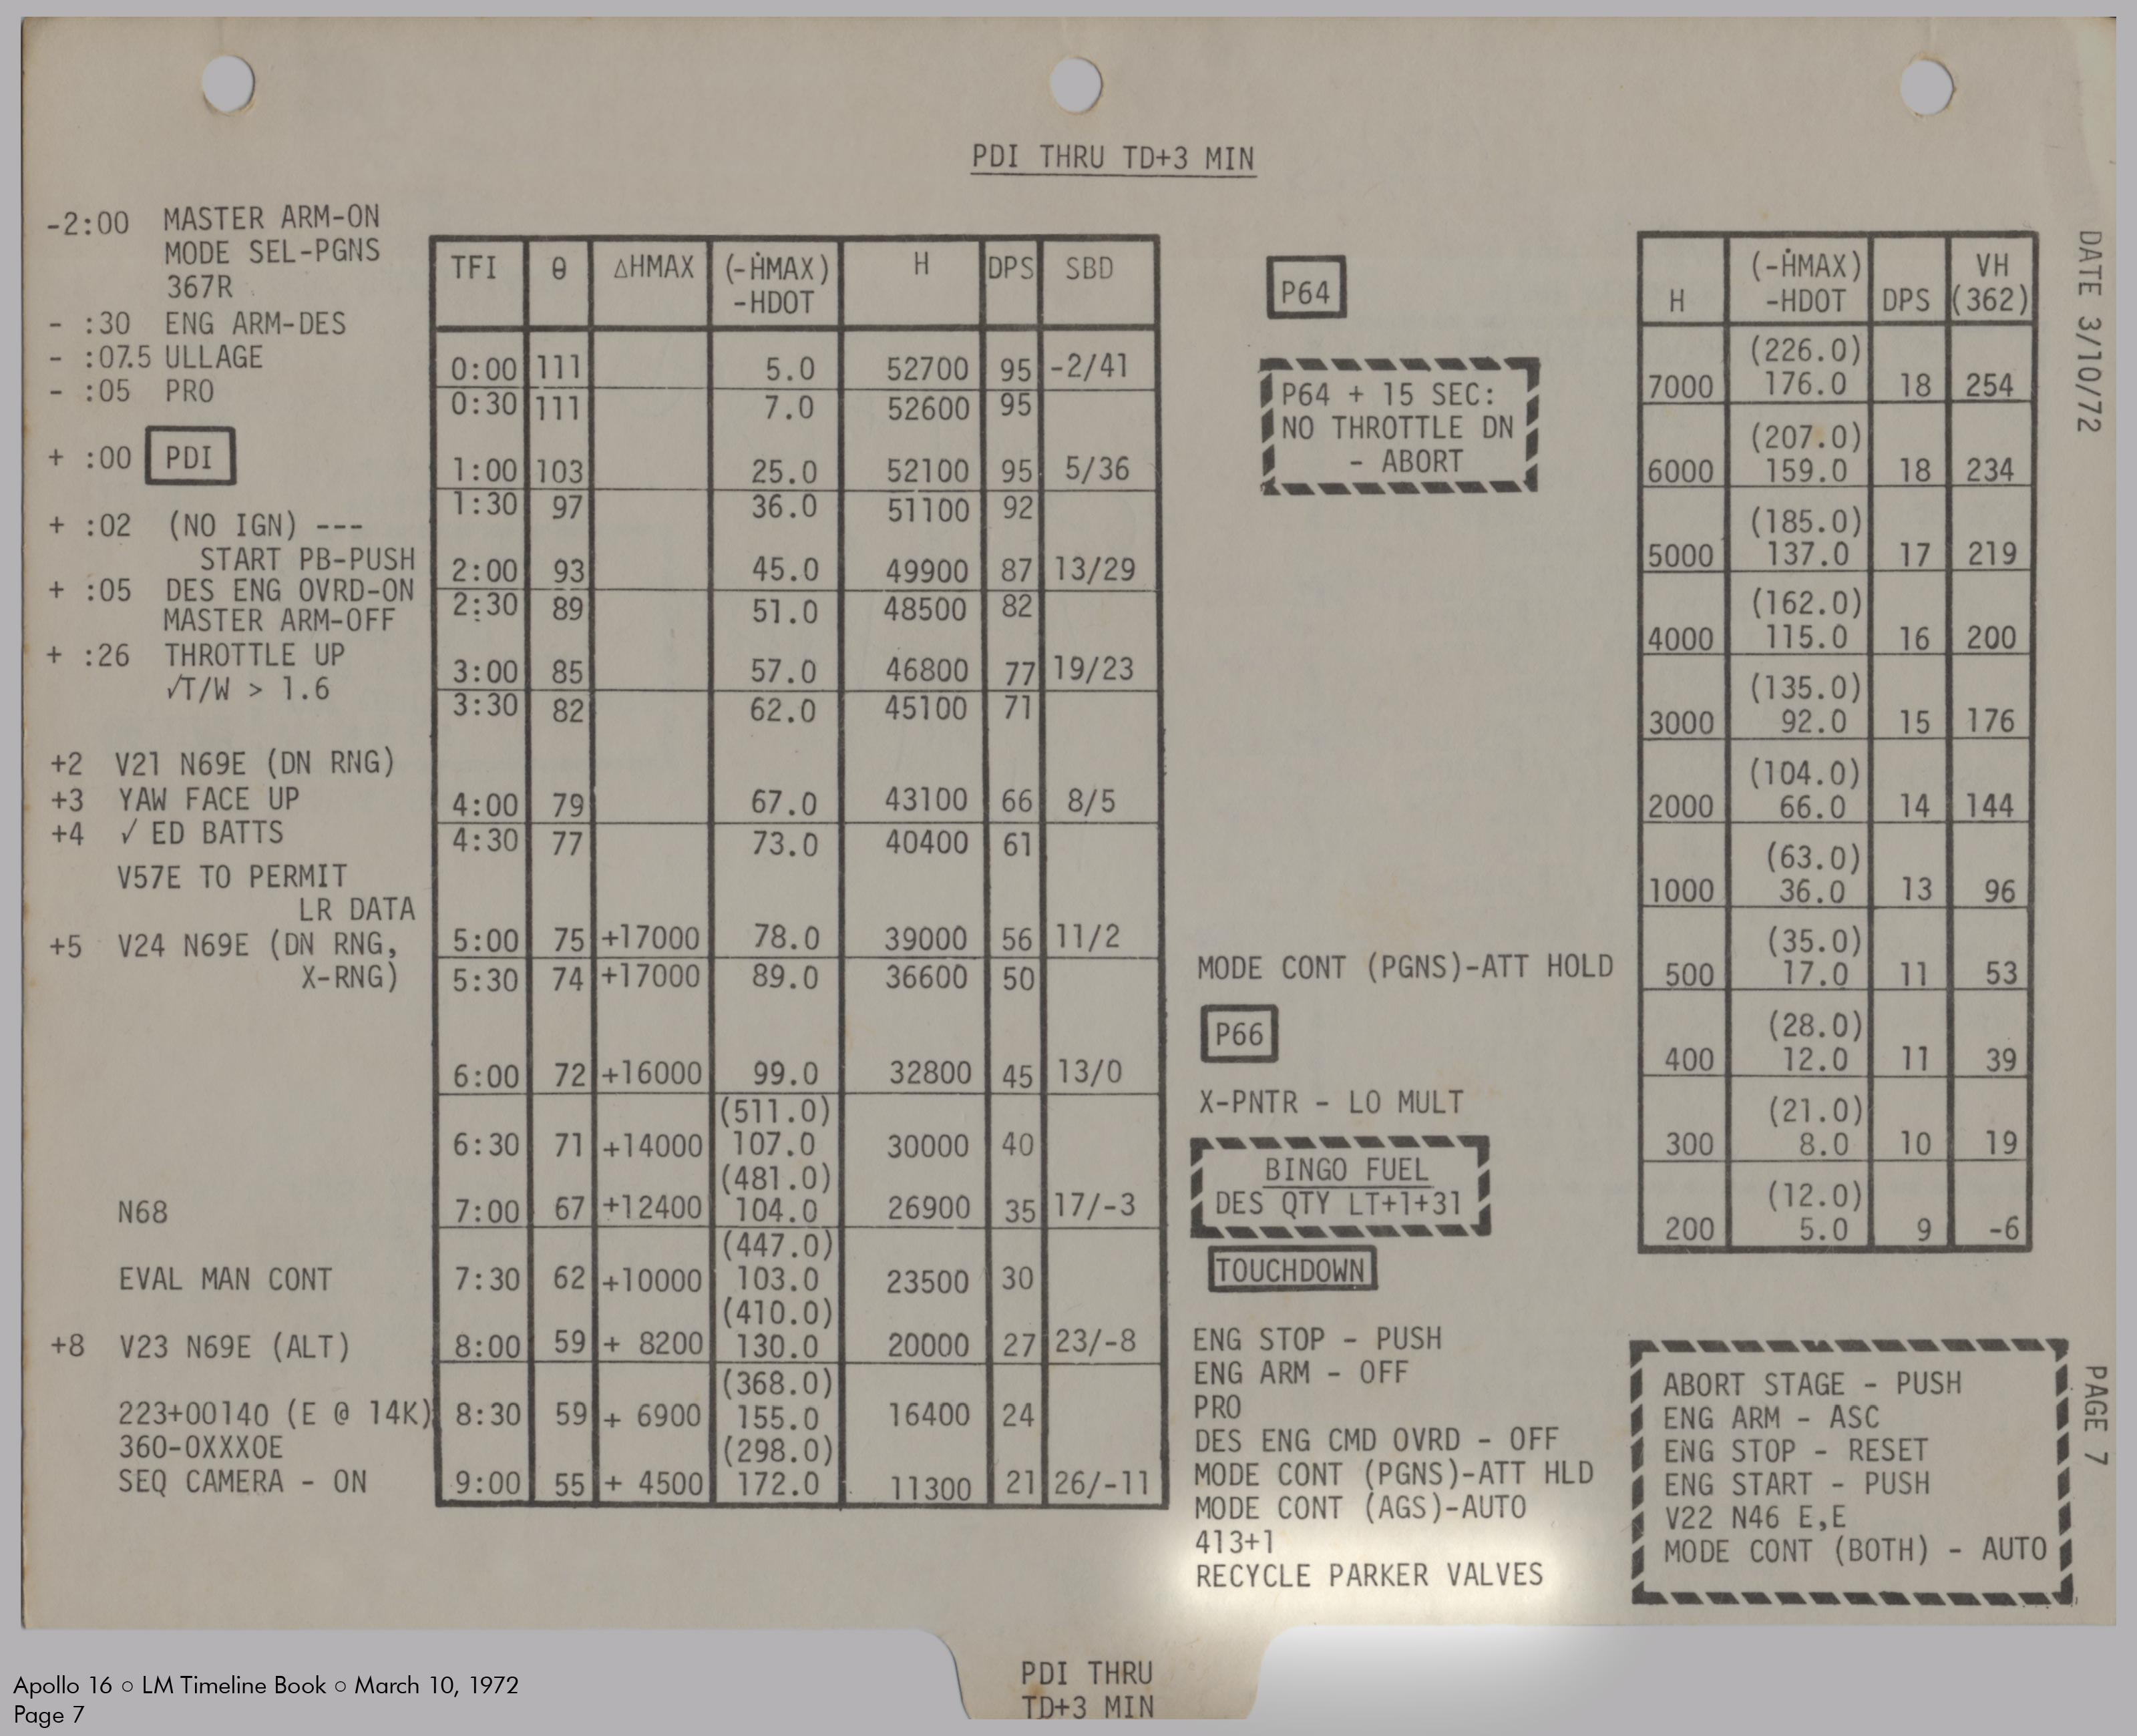 PDI THRU TD+3 MIN
-2:00 MASTER ARM-ON
MODE SEL-PGNS
367R
- :30 ENG ARM-DES
- :07.5 ULLAGE
- :05 PRO
+ :00 PDI
+ :02 (NO IGN) ---
START PB-PUSH
+ :05 DES ENG OVRD-ON
MASTER ARM-OFF
+ :26 THROTTLE UP
√T/W > 1.6
+2 V21 N69E (DN RNG)
+3 YAW FACE UP
+4 √ ED BATTS
V57E TO PERMIT
LR DATA
+5 V24 N69E (DN RNG,
X-RNG)
N68
EVAL MAN CONT
+8 V23 N69E (ALT)
223+00140 (E @ 14K)
360-0XXX0E
SEQ CAMERA - ON
TFI θ ΔHMAX (-ḢMAX) H DPS SBD
-HDOT
0:00 111 5.0 52700 95 -2/41
0:30 111 7.0 52600 95
1:00 103 25.0 52100 95 5/36
1:30 97 36.0 51100 92
2:00 93 45.0 49900 87 13/29
2:30 89 51.0 48500 82
3:00 85 57.0 46800 77 19/23
3:30 82 62.0 45100 71
4:00 79 67.0 43100 66 8/5
4:30 77 73.0 40400 61
5:00 75 +17000 78.0 39000 56 11/2
5:30 74 +17000 89.0 36600 50
6:00 72 +16000 99.0 32800 45 13/0
(511.0)
6:30 71 +14000 107.0 30000 40
(481.0)
7:00 67 +12400 104.0 26900 35 17/-3
(447.0)
7:30 62 +10000 103.0 23500 30
(410.0)
8:00 59 + 8200 130.0 20000 27 23/-8
(368.0)
8:30 59 + 6900 155.0 16400 24
(298.0)
9:00 55 + 4500 172.0 11300 21 26/-11
P64
P64 + 15 SEC:
NO THROTTLE DN
- ABORT
MODE CONT (PGNS)-ATT HOLD
P66
X-PNTR - LO MULT
BINGO FUEL
DES QTY LT+1+31
TOUCHDOWN
ENG STOP - PUSH
ENG ARM - OFF
PRO
DES ENG CMD OVRD - OFF
MODE CONT (PGNS)-ATT HLD
MODE CONT (AGS)-AUTO
413+1
RECYCLE PARKER VALVES
(-ḢMAX) VH
H -HDOT DPS (362)
(226.0)
7000 176.0 18 254
(207.0)
6000 159.0 18 234
(185.0)
5000 137.0 17 219
(162.0)
4000 115.0 16 200
(135.0)
3000 92.0 15 176
(104.0)
2000 66.0 14 144
(63.0)
1000 36.0 13 96
(35.0)
500 17.0 11 53
(28.0)
400 12.0 11 39
(21.0)
300 8.0 10 19
(12.0)
200 5.0 9 -6
ABORT STAGE - PUSH
ENG ARM - ASC
ENG STOP - RESET
ENG START - PUSH
V22 N46 E,E
MODE CONT (BOTH) - AUTO
DATE 3/10/72
PAGE 7
PDI THRU
TD+3 MIN
Apollo 16 ○ LM Timeline Book ○ March 10, 1972
Page 7